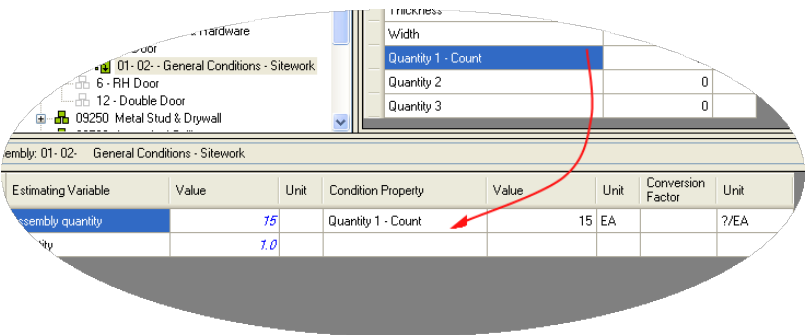 Thickness
& Hardware
Width
Door
Quantity 1 - Count
01- 02- - General Conditions - Sitework
6 - RH Door
Quantity 2 0
12 - Double Door
Quantity 3 0
09250 Metal Stud & Drywall
01- 02- General Conditions - Sitework
Estimating Variable Value Unit Condition Property Value Unit Conversion Factor Unit
quantity 15 Quantity 1 - Count 15 EA ?/EA
1.0